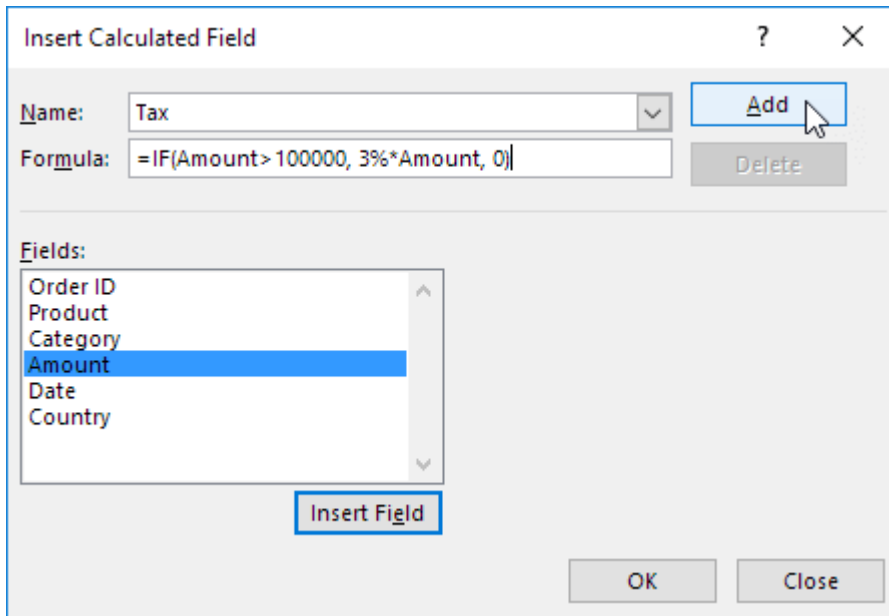 Insert Calculated Field ? ✕
Name: Tax Add
Formula: =IF(Amount>100000, 3%*Amount, 0) Delete
Fields:
Order ID
Product
Category
Amount
Date
Country
Insert Field
OK Close